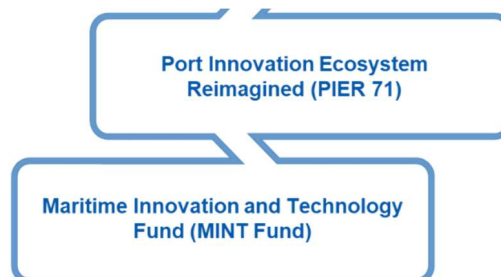 Port Innovation Ecosystem
Reimagined (PIER 71)
Maritime Innovation and Technology
Fund (MINT Fund)